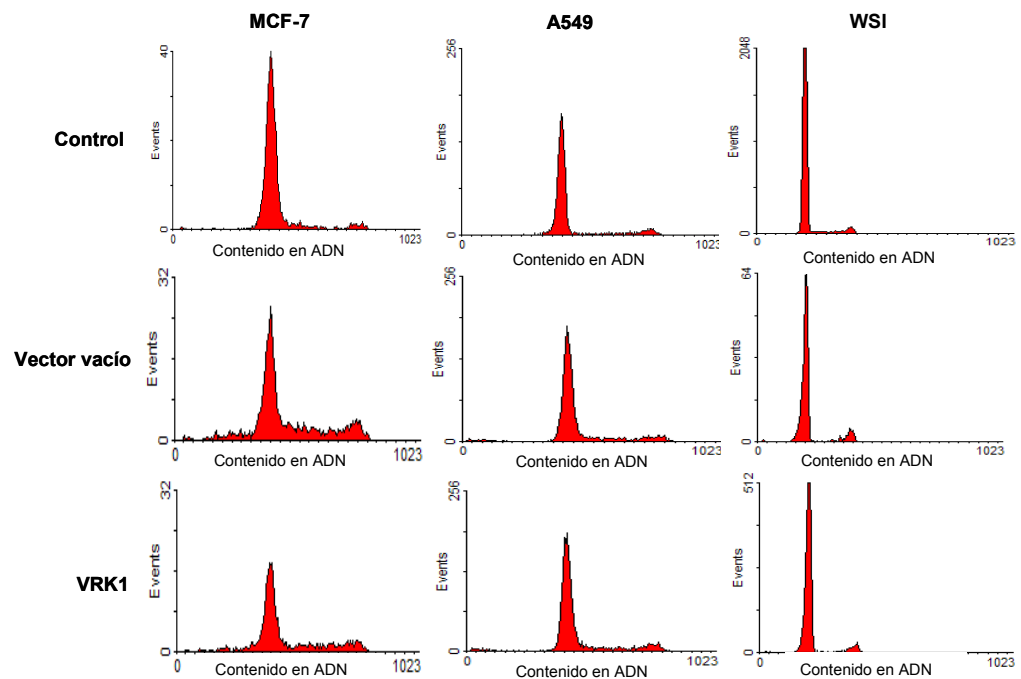 MCF-7 A549 WSI
Control
40 Events 0 0 1023 Contenido en ADN
256 Events 0 0 1023 Contenido en ADN
2048 Events 0 0 1023 Contenido en ADN
Vector vacío
32 Events 0 0 1023 Contenido en ADN
256 Events 0 0 1023 Contenido en ADN
64 Events 0 0 1023 Contenido en ADN
VRK1
32 Events 0 0 1023 Contenido en ADN
256 Events 0 0 1023 Contenido en ADN
512 Events 0 0 1023 Contenido en ADN